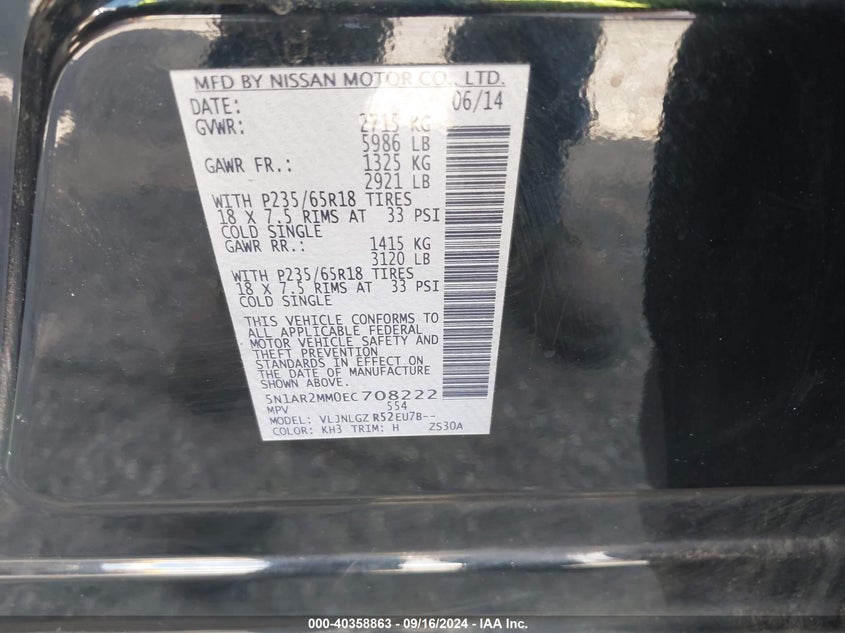 MFD BY NISSAN MOTOR CO., LTD.
DATE: 06/14
GVWR: 2715 KG
5986 LB
GAWR FR.: 1325 KG
2921 LB
WITH P235/65R18 TIRES
18 X 7.5 RIMS AT 33 PSI
COLD SINGLE
GAWR RR.: 1415 KG
3120 LB
WITH P235/65R18 TIRES
18 X 7.5 RIMS AT 33 PSI
COLD SINGLE
THIS VEHICLE CONFORMS TO
ALL APPLICABLE FEDERAL
MOTOR VEHICLE SAFETY AND
THEFT PREVENTION
STANDARDS IN EFFECT ON
THE DATE OF MANUFACTURE
SHOWN ABOVE.
5N1AR2MM0EC708222
MPV 554
MODEL: VLJNLGZ R52EU7B--
COLOR: KH3 TRIM: H ZS30A
000-40358863 - 09/16/2024 - IAA Inc.